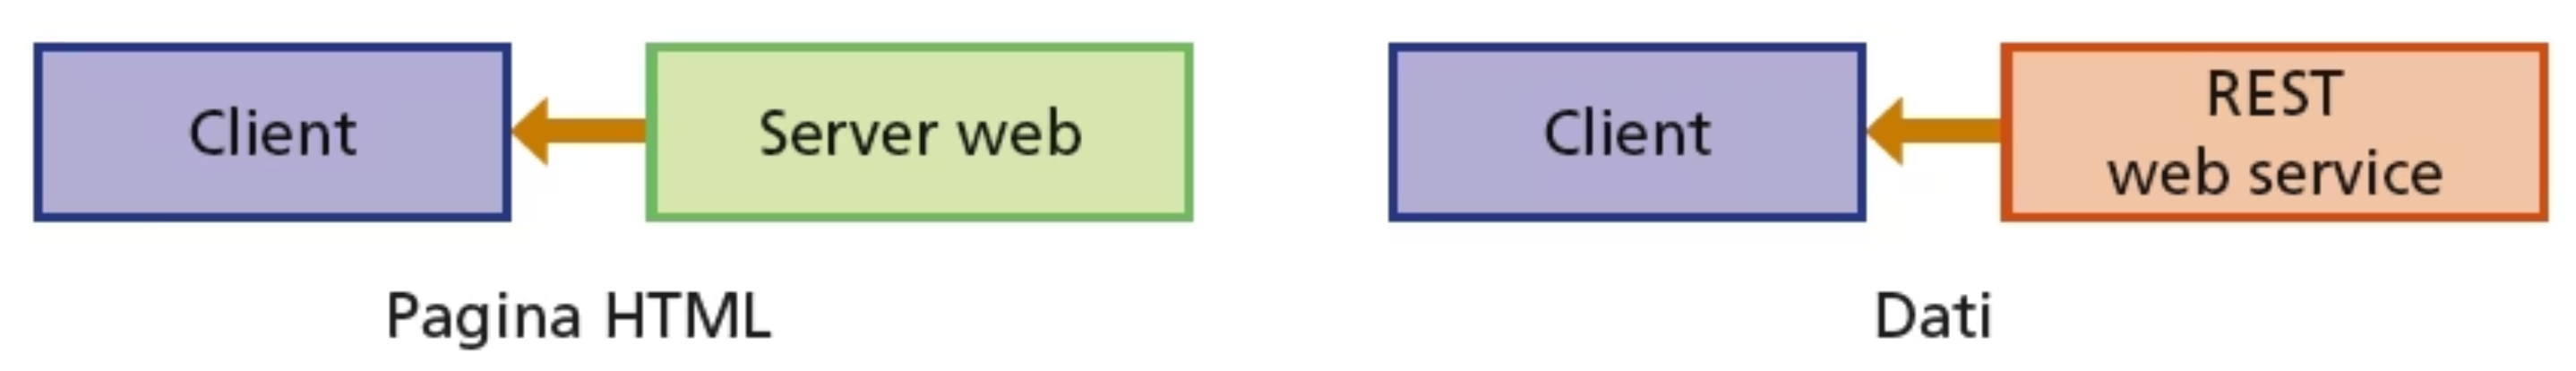 Client
Server web
Pagina HTML
Client
REST
web service
Dati